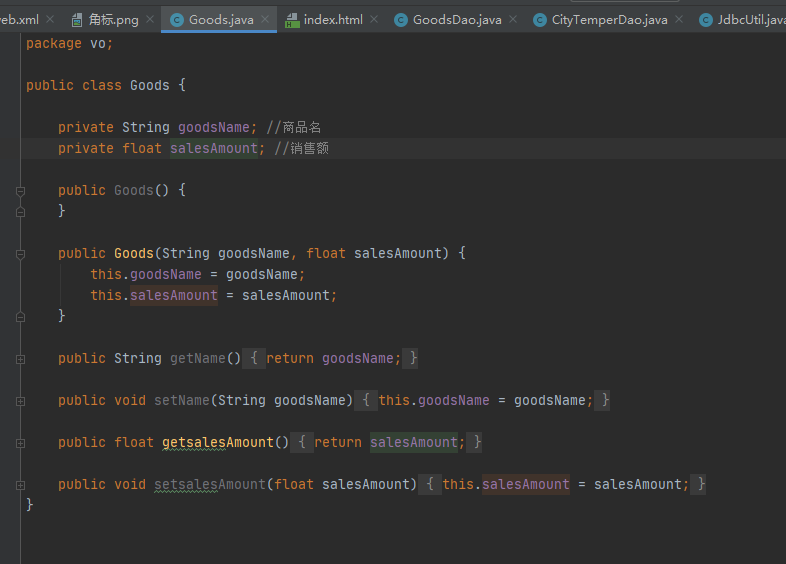 eb.xml 角标.png Goods.java index.html GoodsDao.java CityTemperDao.java JdbcUtil.java
package vo;
public class Goods {
private String goodsName; //商品名
private float salesAmount; //销售额
public Goods() {
}
public Goods(String goodsName, float salesAmount) {
this.goodsName = goodsName;
this.salesAmount = salesAmount;
}
public String getName() { return goodsName; }
public void setName(String goodsName) { this.goodsName = goodsName; }
public float getsalesAmount() { return salesAmount; }
public void setsalesAmount(float salesAmount) { this.salesAmount = salesAmount; }
}